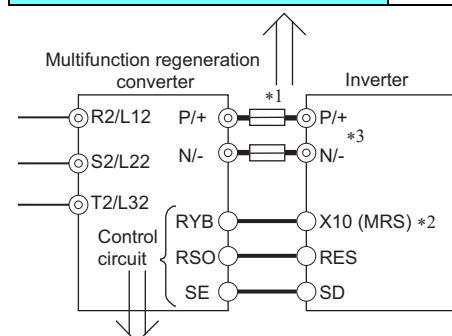 Multifunction regeneration
converter
*1
Inverter
R2/L12 P/+ P/+
*3
S2/L22 N/- N/-
T2/L32
RYB X10 (MRS) *2
Control
circuit
RSO RES
SE SD